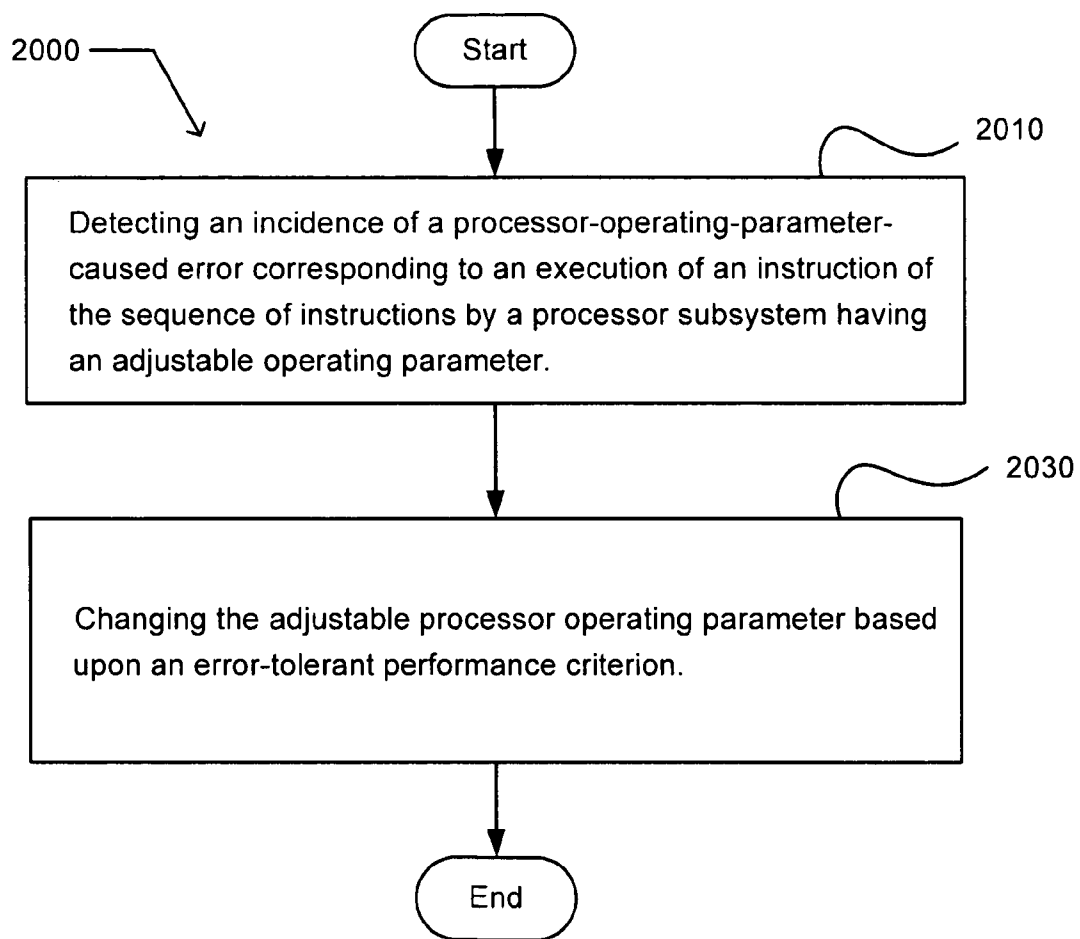 2000
Start
2010
Detecting an incidence of a processor-operating-parameter-
caused error corresponding to an execution of an instruction of
the sequence of instructions by a processor subsystem having
an adjustable operating parameter.
2030
Changing the adjustable processor operating parameter based
upon an error-tolerant performance criterion.
End